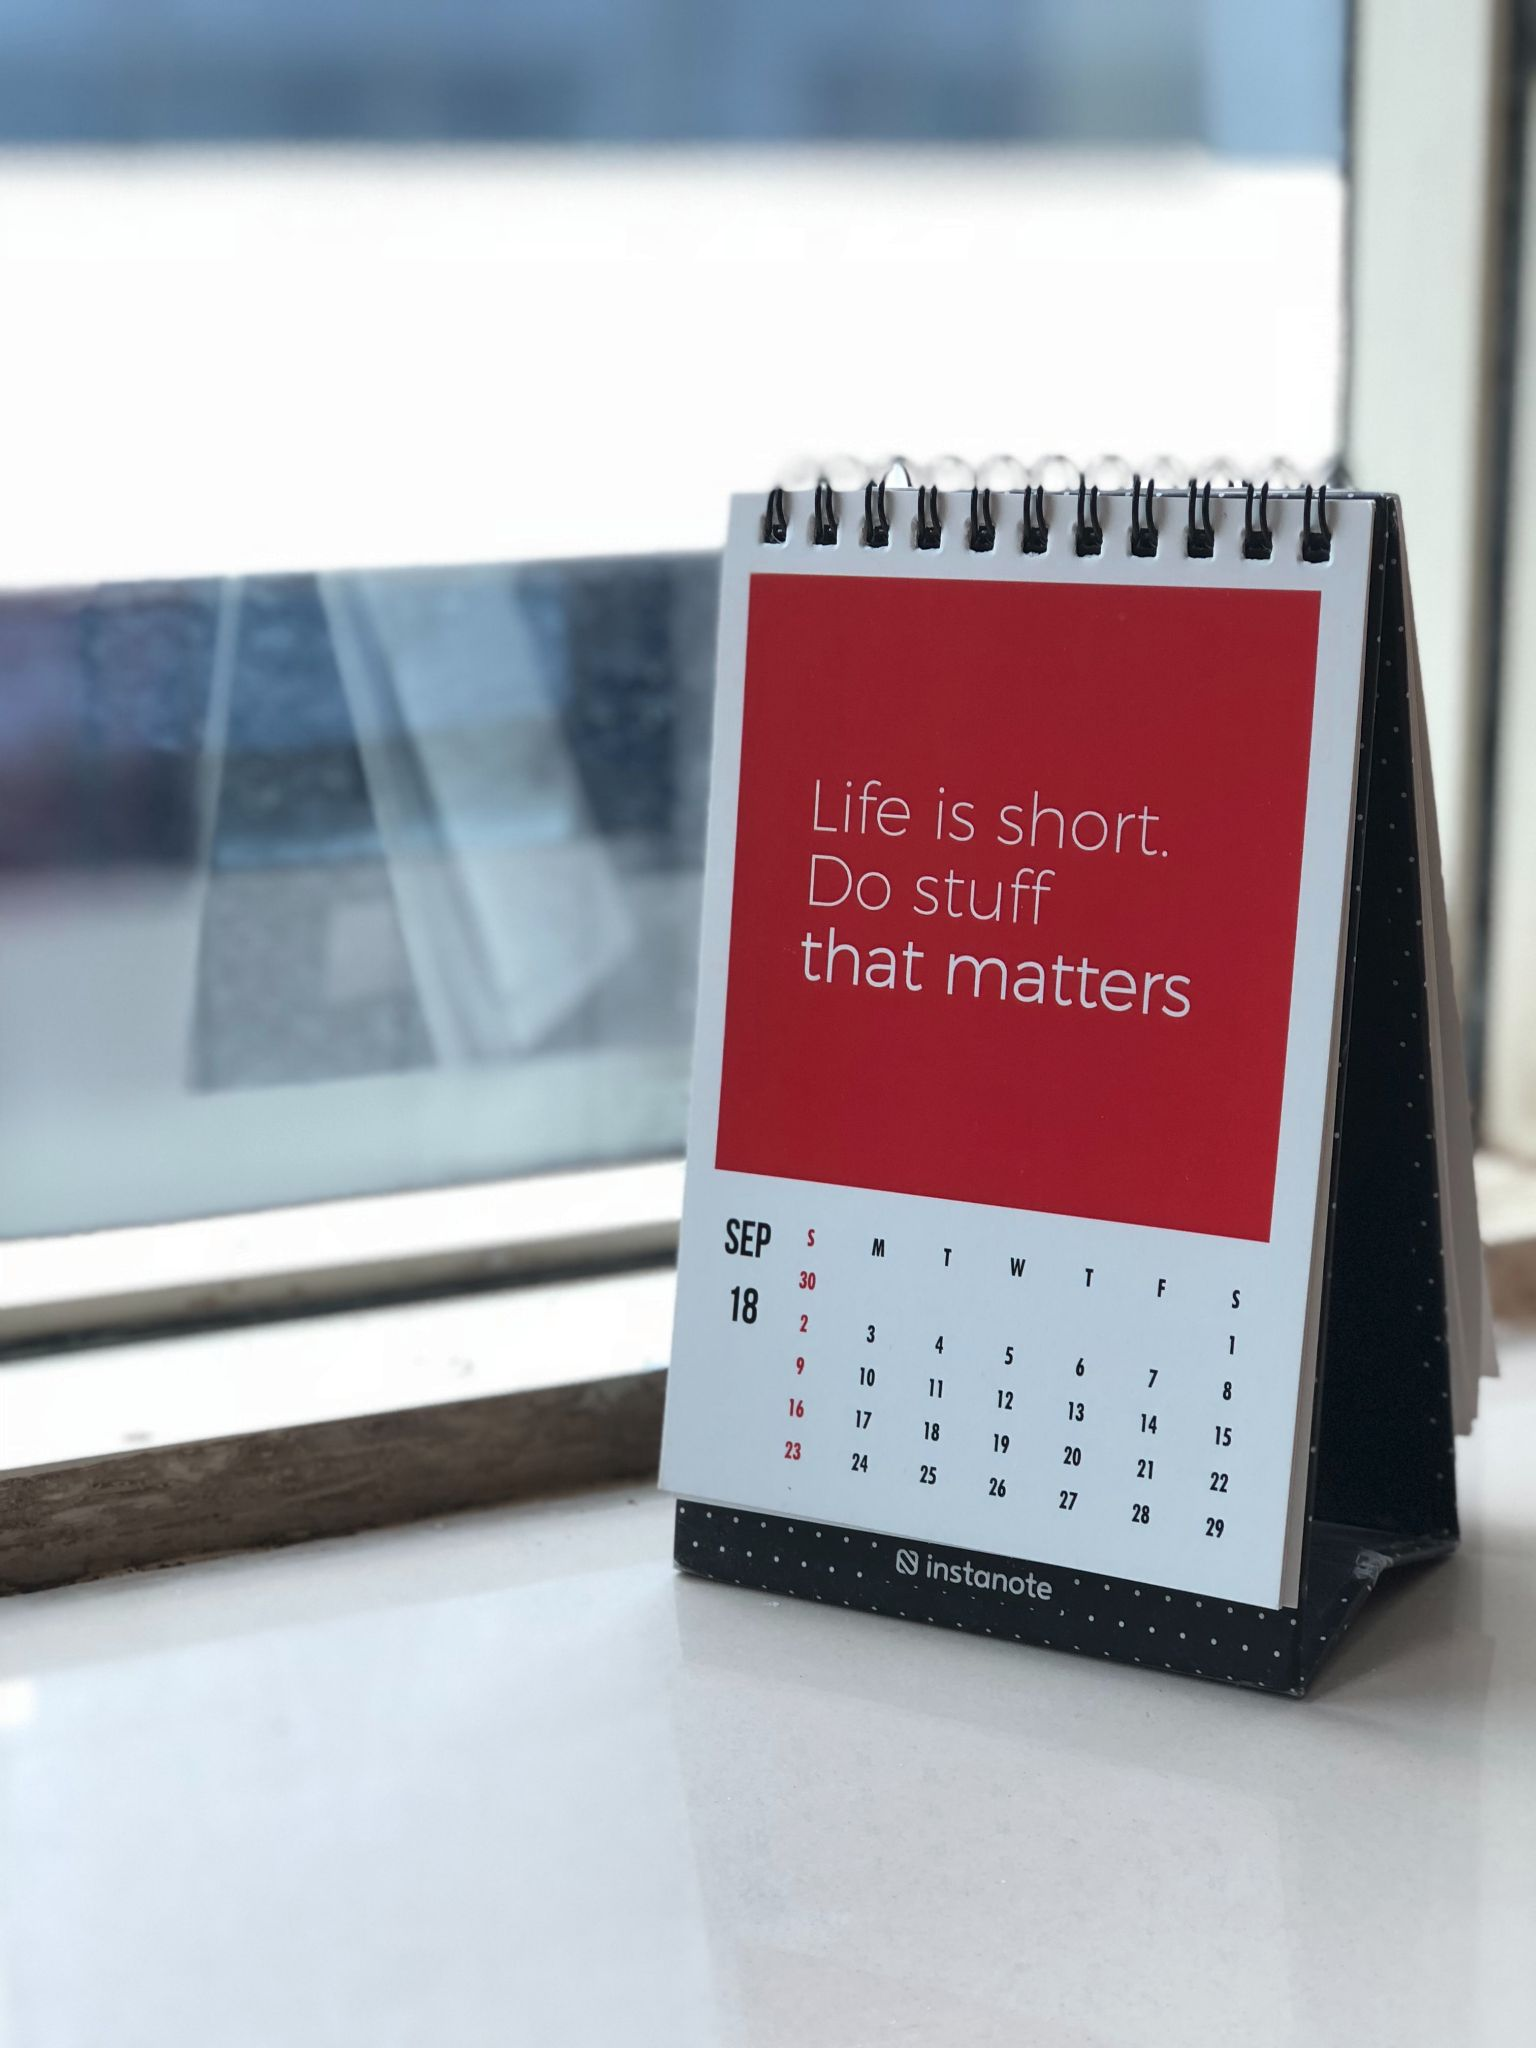 Life is short.
Do stuff
that matters
SEP S M T W T F S
18 30 1
2 3 4 5 6 7 8
9 10 11 12 13 14 15
16 17 18 19 20 21 22
23 24 25 26 27 28 29
instanote